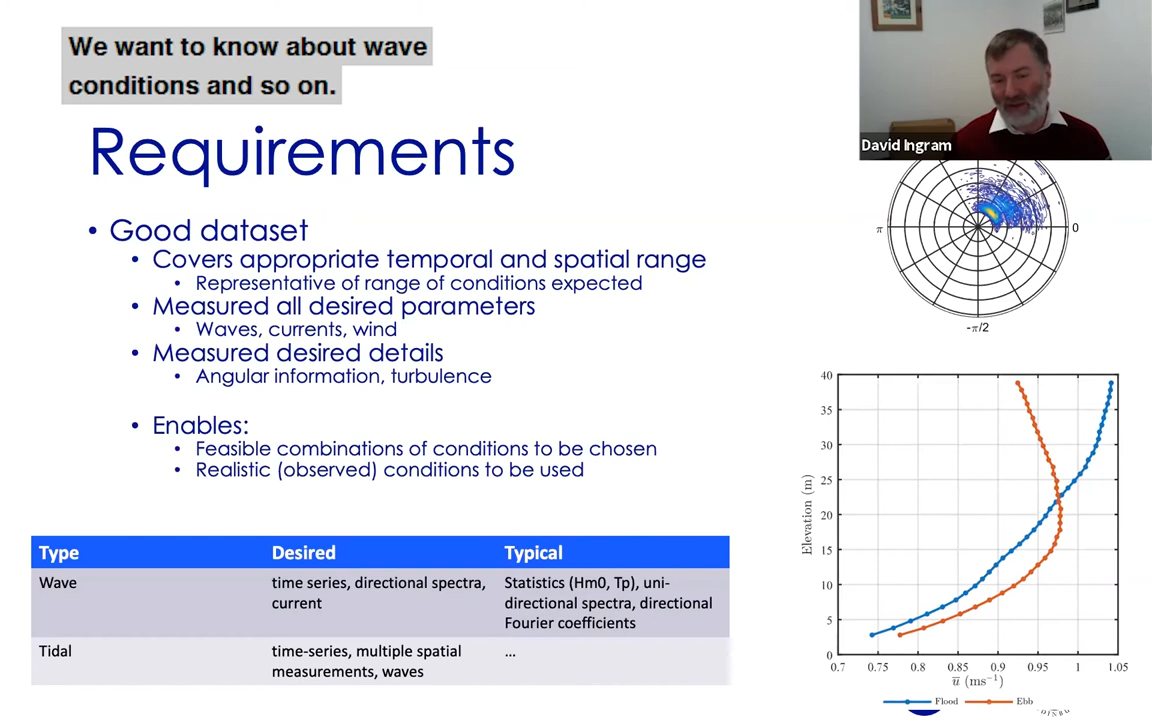 We want to know about wave
conditions and so on.
David Ingram
Requirements
• Good dataset
• Covers appropriate temporal and spatial range
• Representative of range of conditions expected
• Measured all desired parameters
• Waves, currents, wind
• Measured desired details
• Angular information, turbulence
• Enables:
• Feasible combinations of conditions to be chosen
• Realistic (observed) conditions to be used
Type Desired Typical
Wave time series, directional spectra, Statistics (Hm0, Tp), uni-
current directional spectra, directional
Fourier coefficients
Tidal time-series, multiple spatial ...
measurements, waves
π 0
-π/2
40
35
30
25
20
15
10
5
0
Elevation (m)
0.7 0.75 0.8 0.85 0.9 0.95 1 1.05
u̅ (ms⁻¹)
Flood Ebb